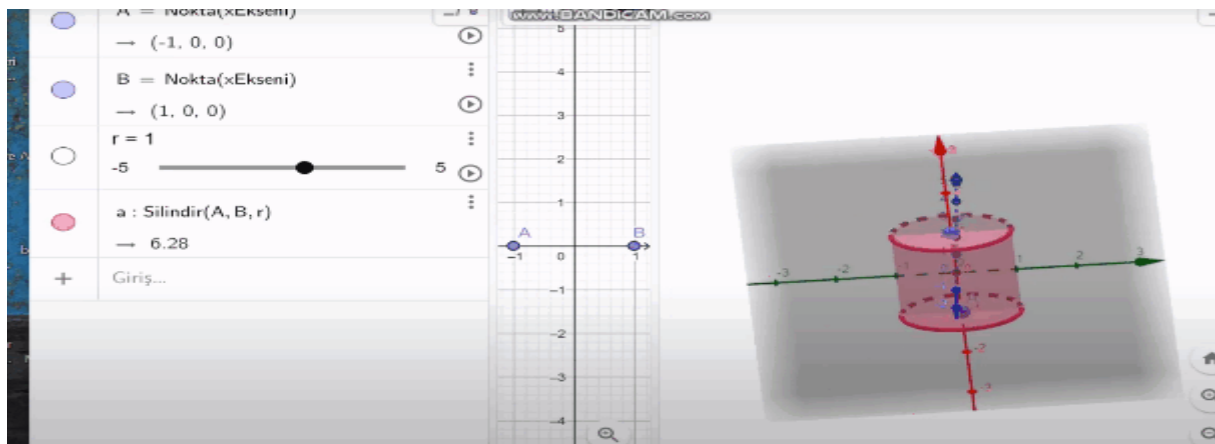 A = Nokta(xEkseni)
→ (-1, 0, 0)
B = Nokta(xEkseni)
→ (1, 0, 0)
r = 1
-5 5
a : Silindir(A, B, r)
→ 6.28
+ Giriş...
www.BANDICAM.com
5
4
3
2
1
A B
-1 0 1
-1
-2
-3
-4
-3 -2 -1 1 2 3
-2
-3